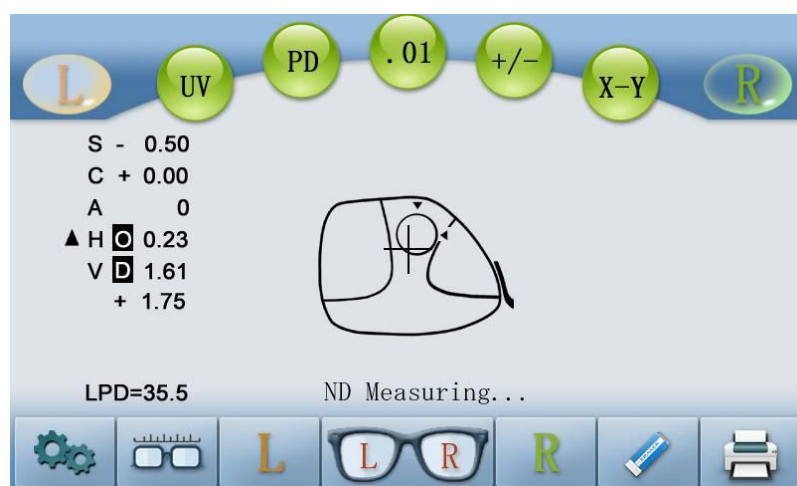 L UV PD .01 +/- X-Y R
S - 0.50
C + 0.00
A 0
▲ H O 0.23
V D 1.61
+ 1.75
LPD=35.5 ND Measuring...
L L R R